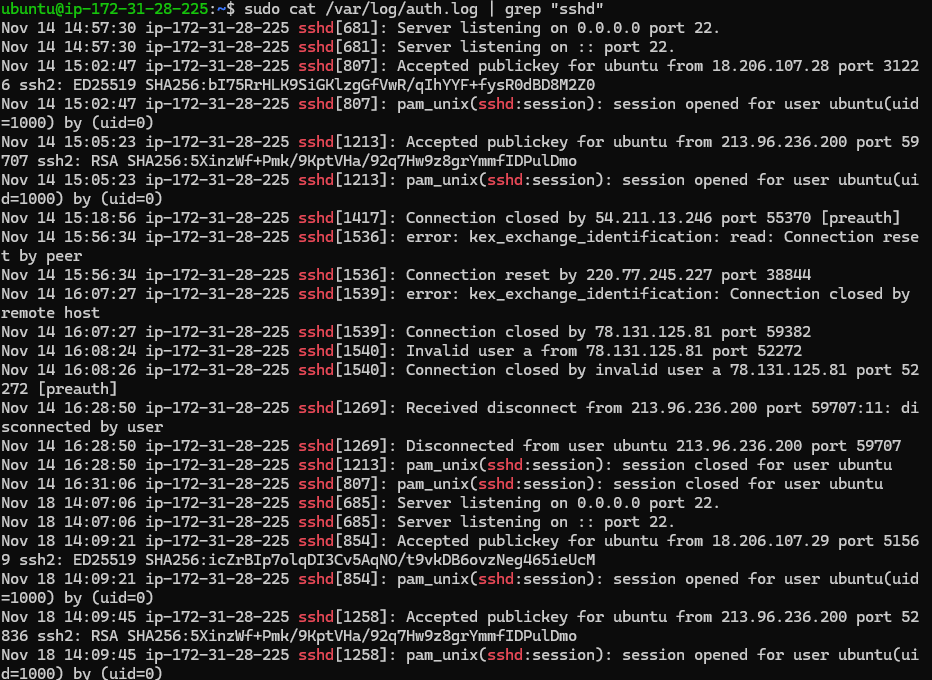 ubuntu@ip-172-31-28-225:~$ sudo cat /var/log/auth.log | grep "sshd"
Nov 14 14:57:30 ip-172-31-28-225 sshd[681]: Server listening on 0.0.0.0 port 22.
Nov 14 14:57:30 ip-172-31-28-225 sshd[681]: Server listening on :: port 22.
Nov 14 15:02:47 ip-172-31-28-225 sshd[807]: Accepted publickey for ubuntu from 18.206.107.28 port 3122
6 ssh2: ED25519 SHA256:bI75RrHLK9SiGKlzgGfVwR/qIhYYF+fysR0dBD8M2Z0
Nov 14 15:02:47 ip-172-31-28-225 sshd[807]: pam_unix(sshd:session): session opened for user ubuntu(uid
=1000) by (uid=0)
Nov 14 15:05:23 ip-172-31-28-225 sshd[1213]: Accepted publickey for ubuntu from 213.96.236.200 port 59
707 ssh2: RSA SHA256:5XinzWf+Pmk/9KptVHa/92q7Hw9z8grYmmfIDPulDmo
Nov 14 15:05:23 ip-172-31-28-225 sshd[1213]: pam_unix(sshd:session): session opened for user ubuntu(ui
d=1000) by (uid=0)
Nov 14 15:18:56 ip-172-31-28-225 sshd[1417]: Connection closed by 54.211.13.246 port 55370 [preauth]
Nov 14 15:56:34 ip-172-31-28-225 sshd[1536]: error: kex_exchange_identification: read: Connection rese
t by peer
Nov 14 15:56:34 ip-172-31-28-225 sshd[1536]: Connection reset by 220.77.245.227 port 38844
Nov 14 16:07:27 ip-172-31-28-225 sshd[1539]: error: kex_exchange_identification: Connection closed by
remote host
Nov 14 16:07:27 ip-172-31-28-225 sshd[1539]: Connection closed by 78.131.125.81 port 59382
Nov 14 16:08:24 ip-172-31-28-225 sshd[1540]: Invalid user a from 78.131.125.81 port 52272
Nov 14 16:08:26 ip-172-31-28-225 sshd[1540]: Connection closed by invalid user a 78.131.125.81 port 52
272 [preauth]
Nov 14 16:28:50 ip-172-31-28-225 sshd[1269]: Received disconnect from 213.96.236.200 port 59707:11: di
sconnected by user
Nov 14 16:28:50 ip-172-31-28-225 sshd[1269]: Disconnected from user ubuntu 213.96.236.200 port 59707
Nov 14 16:28:50 ip-172-31-28-225 sshd[1213]: pam_unix(sshd:session): session closed for user ubuntu
Nov 14 16:31:06 ip-172-31-28-225 sshd[807]: pam_unix(sshd:session): session closed for user ubuntu
Nov 18 14:07:06 ip-172-31-28-225 sshd[685]: Server listening on 0.0.0.0 port 22.
Nov 18 14:07:06 ip-172-31-28-225 sshd[685]: Server listening on :: port 22.
Nov 18 14:09:21 ip-172-31-28-225 sshd[854]: Accepted publickey for ubuntu from 18.206.107.29 port 5156
9 ssh2: ED25519 SHA256:icZrBIp7olqDI3Cv5AqNO/t9vkDB6ovzNeg465ieUcM
Nov 18 14:09:21 ip-172-31-28-225 sshd[854]: pam_unix(sshd:session): session opened for user ubuntu(uid
=1000) by (uid=0)
Nov 18 14:09:45 ip-172-31-28-225 sshd[1258]: Accepted publickey for ubuntu from 213.96.236.200 port 52
836 ssh2: RSA SHA256:5XinzWf+Pmk/9KptVHa/92q7Hw9z8grYmmfIDPulDmo
Nov 18 14:09:45 ip-172-31-28-225 sshd[1258]: pam_unix(sshd:session): session opened for user ubuntu(ui
d=1000) by (uid=0)